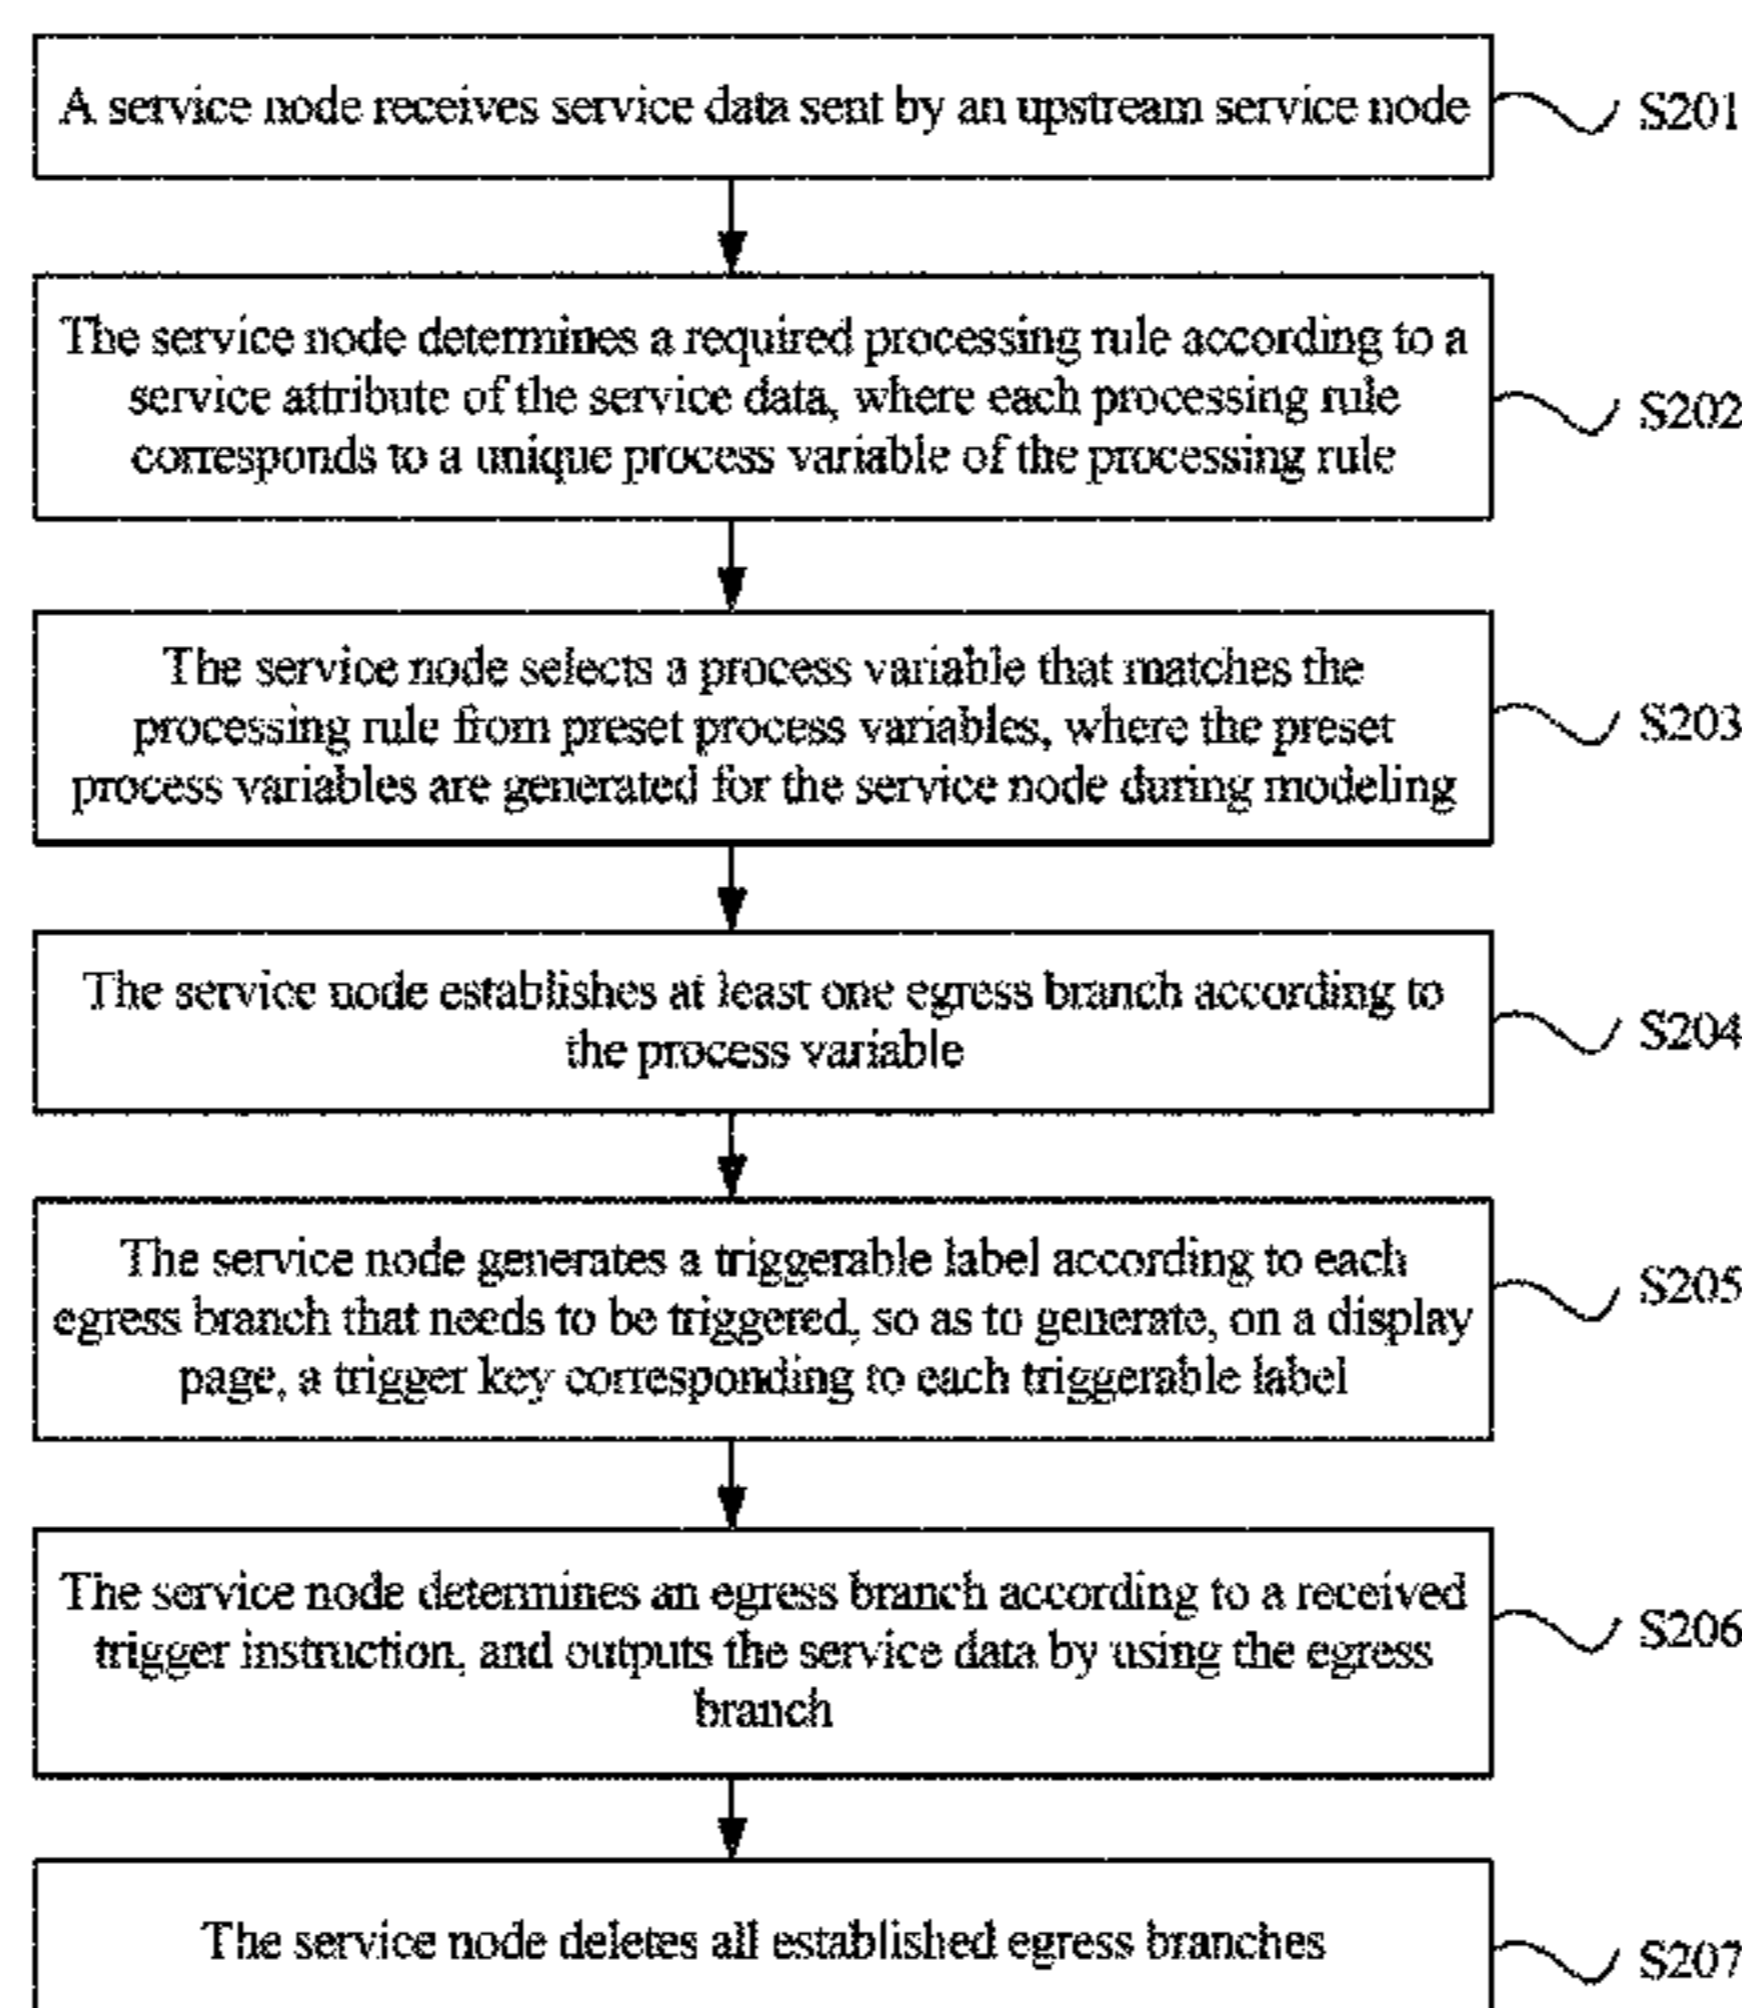 A service node receives service data sent by an upstream service node
S201
The service node determines a required processing rule according to a
service attribute of the service data, where each processing rule
corresponds to a unique process variable of the processing rule
S202
The service node selects a process variable that matches the
processing rule from preset process variables, where the preset
process variables are generated for the service node during modeling
S203
The service node establishes at least one egress branch according to
the process variable
S204
The service node generates a triggerable label according to each
egress branch that needs to be triggered, so as to generate, on a display
page, a trigger key corresponding to each triggerable label
S205
The service node determines an egress branch according to a received
trigger instruction, and outputs the service data by using the egress
branch
S206
The service node deletes all established egress branches
S207